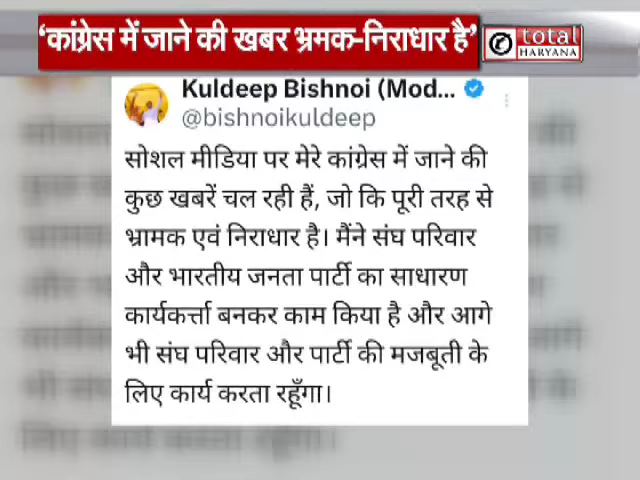 ‘कांग्रेस में जाने की खबर भ्रमक-निराधार है’
total
HARYANA
Kuldeep Bishnoi (Mod...
@bishnoikuldeep
सोशल मीडिया पर मेरे कांग्रेस में जाने की
कुछ खबरें चल रही हैं, जो कि पूरी तरह से
भ्रामक एवं निराधार है। मैंने संघ परिवार
और भारतीय जनता पार्टी का साधारण
कार्यकर्त्ता बनकर काम किया है और आगे
भी संघ परिवार और पार्टी की मजबूती के
लिए कार्य करता रहूँगा।